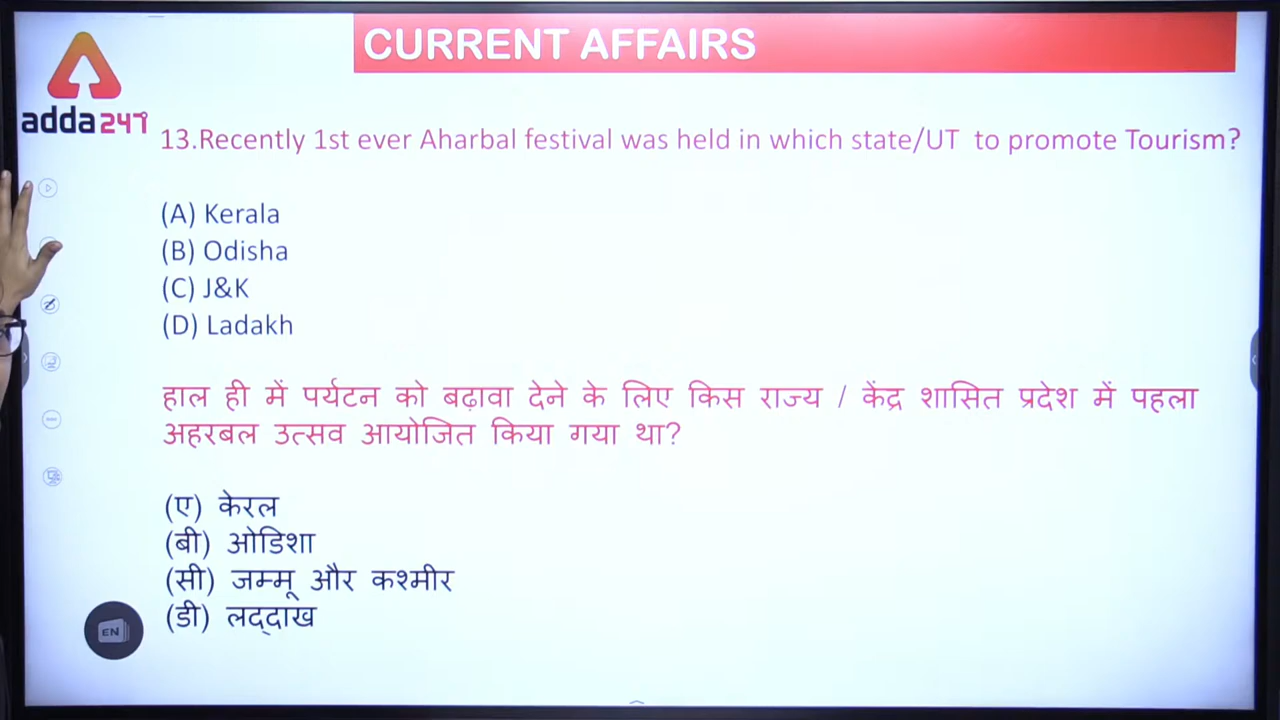 CURRENT AFFAIRS
adda247
13.Recently 1st ever Aharbal festival was held in which state/UT to promote Tourism?
(A) Kerala
(B) Odisha
(C) J&K
(D) Ladakh
हाल ही में पर्यटन को बढ़ावा देने के लिए किस राज्य / केंद्र शासित प्रदेश में पहला
अहरबल उत्सव आयोजित किया गया था?
(ए) केरल
(बी) ओडिशा
(सी) जम्मू और कश्मीर
(डी) लद्दाख
EN